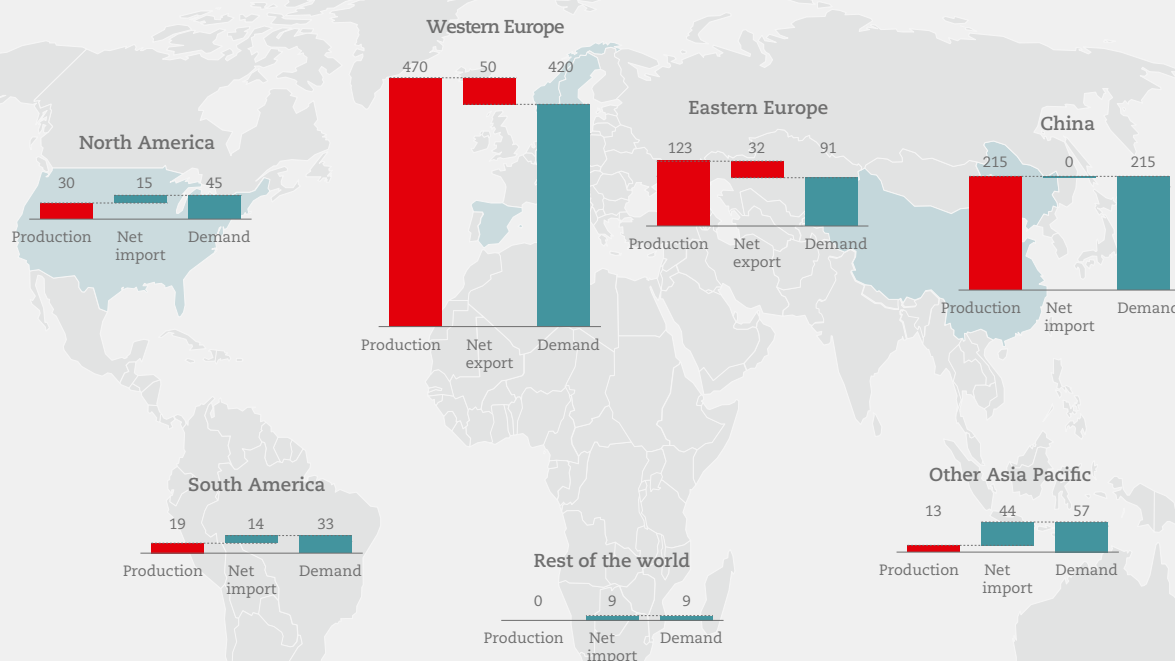 Western Europe
470 50 420
Production Net export Demand
Eastern Europe
123 32 91
Production Net export Demand
China
215 0 215
Production Net import Demand
North America
30 15 45
Production Net import Demand
South America
19 14 33
Production Net import Demand
Rest of the world
0 9 9
Production Net import Demand
Other Asia Pacific
13 44 57
Production Net import Demand